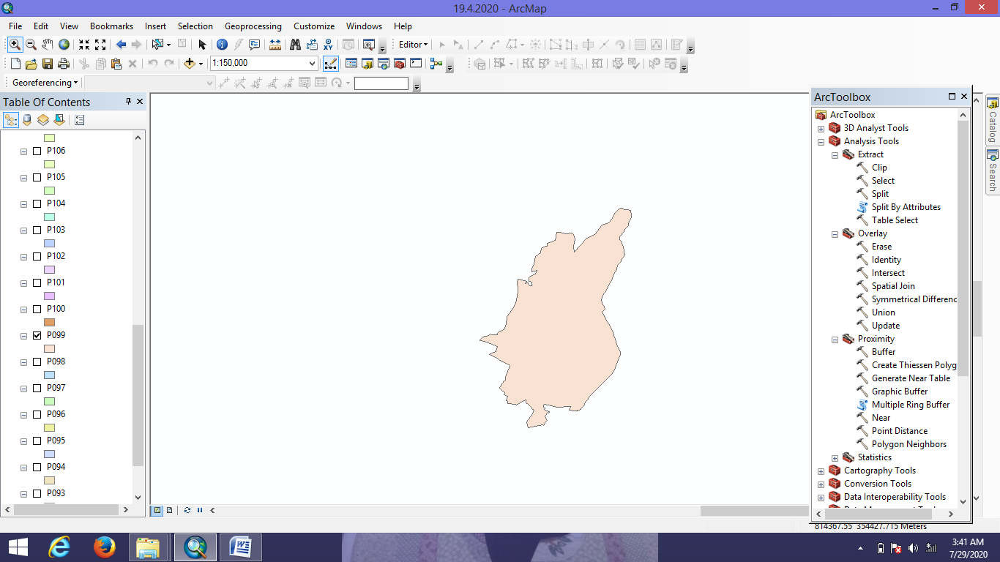 19.4.2020 - ArcMap
File Edit View Bookmarks Insert Selection Geoprocessing Customize Windows Help
Editor
1:150,000
Georeferencing
Table Of Contents
P106
P105
P104
P103
P102
P101
P100
P099
P098
P097
P096
P095
P094
P093
ArcToolbox
ArcToolbox
3D Analyst Tools
Analysis Tools
Extract
Clip
Select
Split
Split By Attributes
Table Select
Overlay
Erase
Identity
Intersect
Spatial Join
Symmetrical Differenc
Union
Update
Proximity
Buffer
Create Thiessen Polyg
Generate Near Table
Graphic Buffer
Multiple Ring Buffer
Near
Point Distance
Polygon Neighbors
Statistics
Cartography Tools
Conversion Tools
Data Interoperability Tools
Catalog
Search
814367.55 354427.715 Meters
3:41 AM
7/29/2020